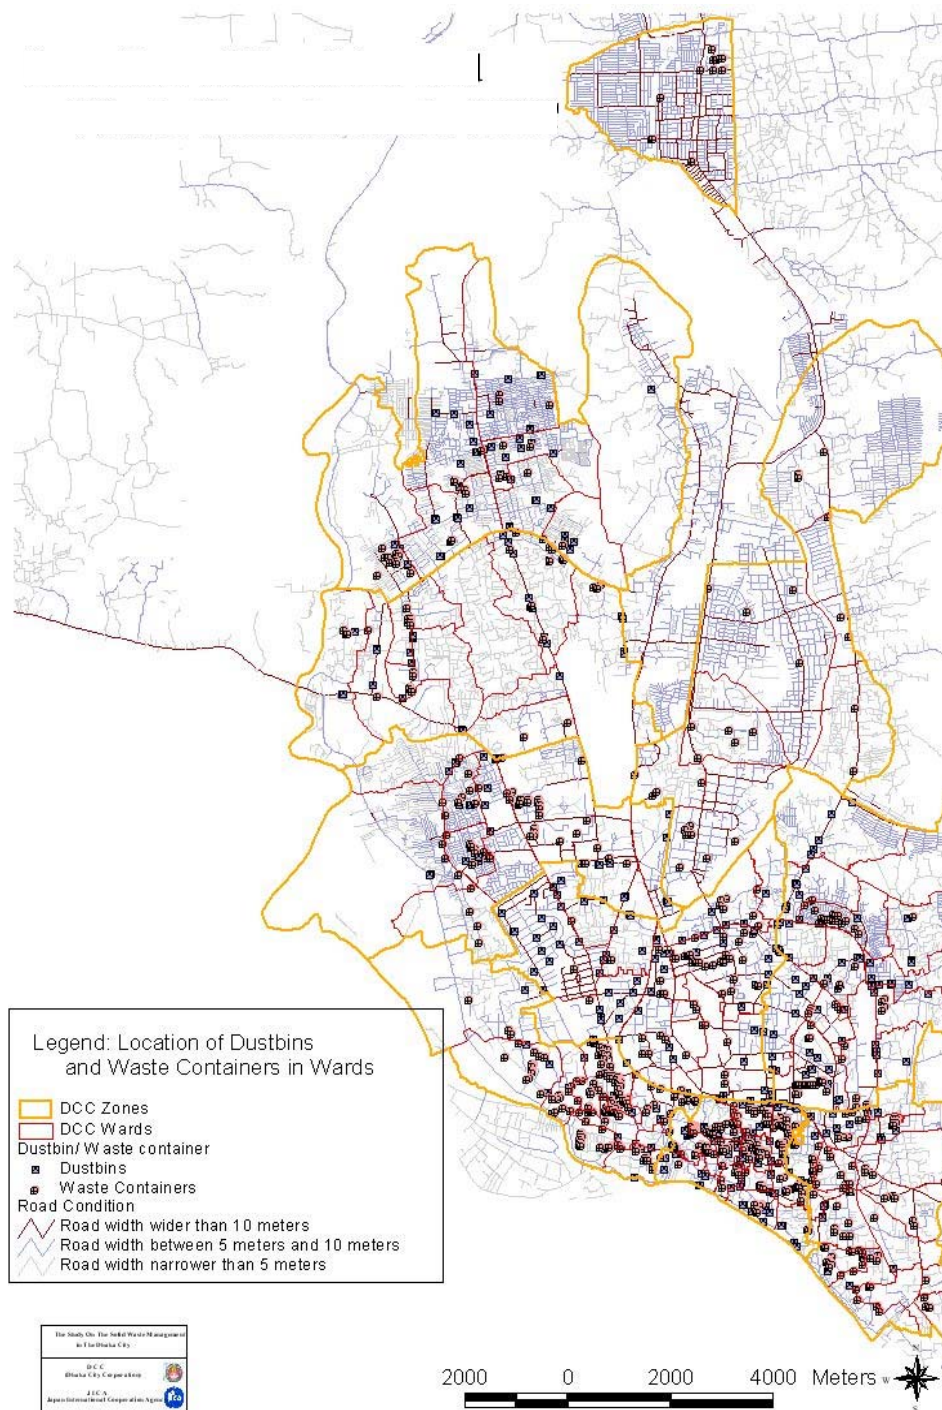 Legend: Location of Dustbins
and Waste Containers in Wards
DCC Zones
DCC Wards
Dustbin/ Waste container
Dustbins
Waste Containers
Road Condition
Road width wider than 10 meters
Road width between 5 meters and 10 meters
Road width narrower than 5 meters
The Study On The Solid Waste Management
in The Dhaka City
D C C
(Dhaka City Corporation)
J I C A
Japan International Cooperation Agency
2000 0 2000 4000 Meters
N
W
S